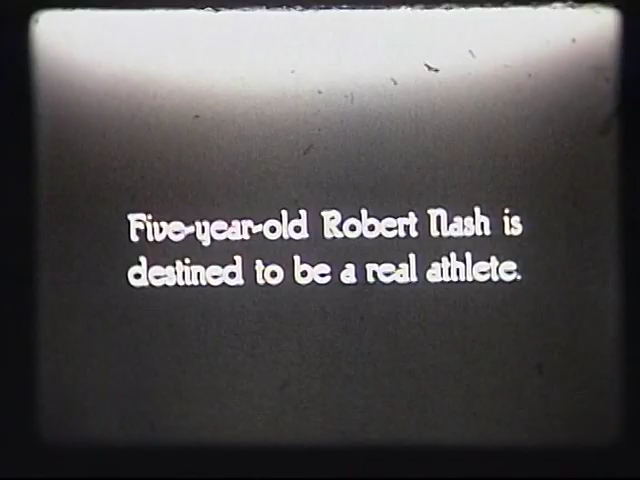 Five-year-old Robert Nash is
destined to be a real athlete.